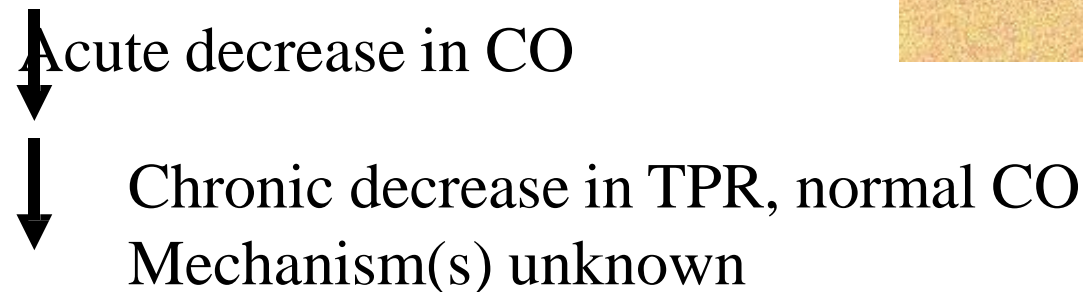 Acute decrease in CO
Chronic decrease in TPR, normal CO
Mechanism(s) unknown